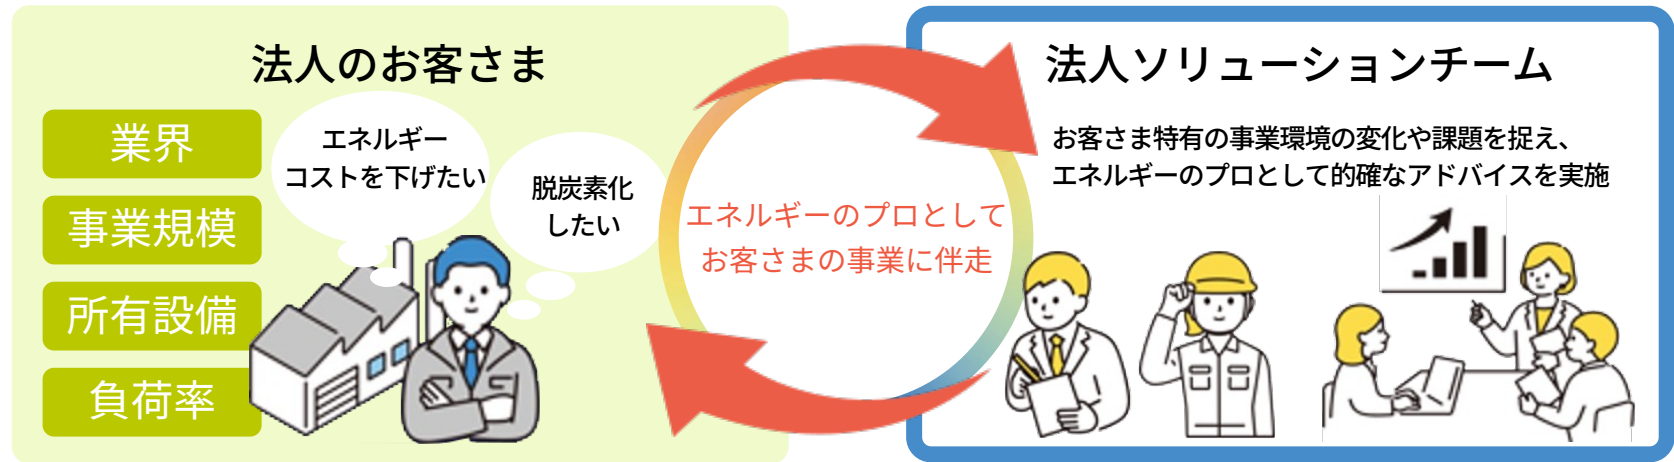 法人のお客さま
業界
事業規模
所有設備
負荷率
エネルギー
コストを下げたい
脱炭素化
したい
エネルギーのプロとして
お客さまの事業に伴走
法人ソリューションチーム
お客さま特有の事業環境の変化や課題を捉え、
エネルギーのプロとして的確なアドバイスを実施